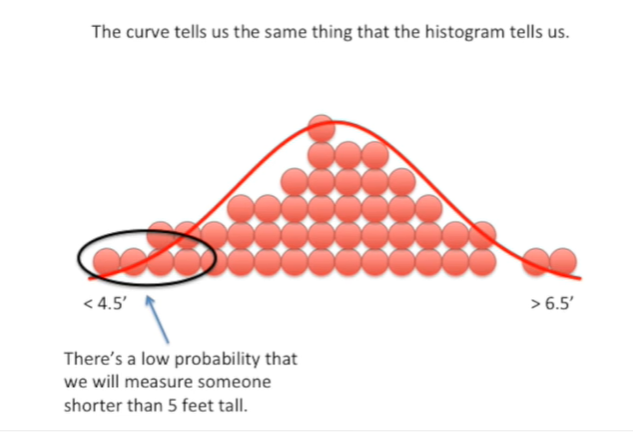 The curve tells us the same thing that the histogram tells us.
< 4.5′
> 6.5′
There's a low probability that
we will measure someone
shorter than 5 feet tall.